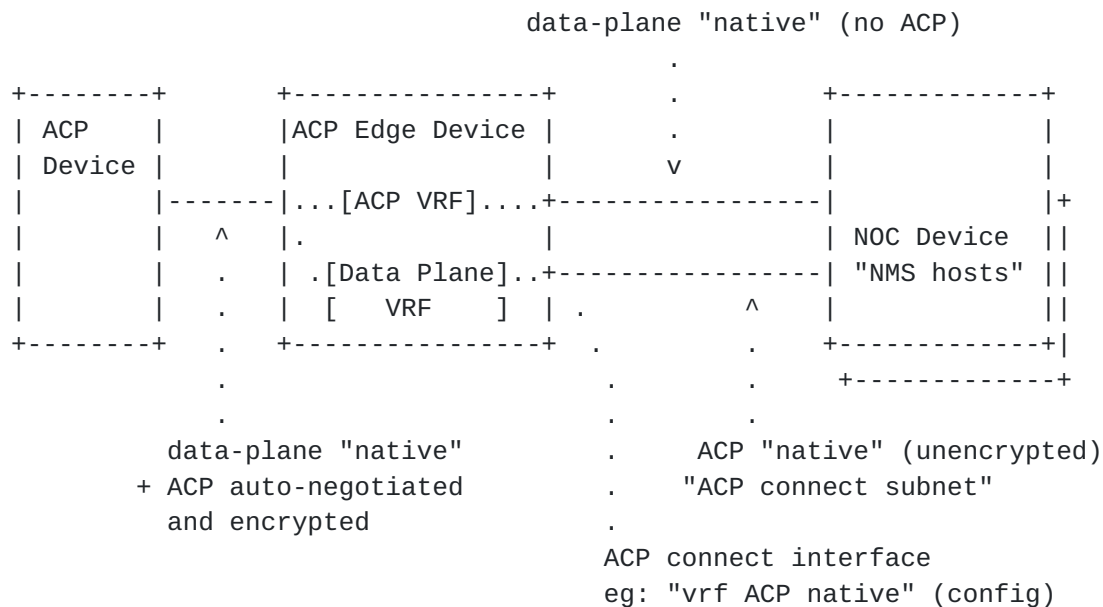 data-plane "native" (no ACP)
.
+--------+       +----------------+        .         +-------------+
| ACP    |       |ACP Edge Device |        .         |             |
| Device |       |                |        v         |             |
|        |-------|...[ACP VRF]....+-----------------|             |+
|        |   ^   |.               |                 | NOC Device  ||
|        |   .   | .[Data Plane]..+-----------------| "NMS hosts" ||
|        |   .   |  [   VRF    ]  | .          ^    |             ||
+--------+   .   +----------------+  .         .    +-------------+|
.                         .        .     +-------------+
.                         .        .
data-plane "native"         .     ACP "native" (unencrypted)
+ ACP auto-negotiated         .    "ACP connect subnet"
and encrypted               .
ACP connect interface
eg: "vrf ACP native" (config)